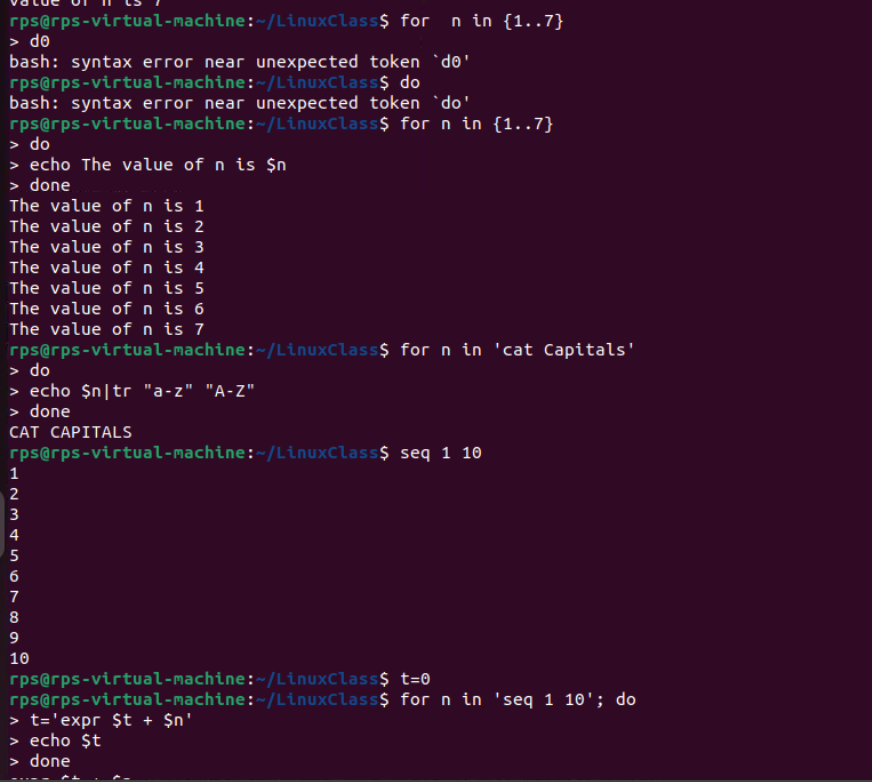 value of n is 7
rps@rps-virtual-machine:~/LinuxClass$ for  n in {1..7}
> d0
bash: syntax error near unexpected token `d0'
rps@rps-virtual-machine:~/LinuxClass$ do
bash: syntax error near unexpected token `do'
rps@rps-virtual-machine:~/LinuxClass$ for n in {1..7}
> do
> echo The value of n is $n
> done
The value of n is 1
The value of n is 2
The value of n is 3
The value of n is 4
The value of n is 5
The value of n is 6
The value of n is 7
rps@rps-virtual-machine:~/LinuxClass$ for n in 'cat Capitals'
> do
> echo $n|tr "a-z" "A-Z"
> done
CAT CAPITALS
rps@rps-virtual-machine:~/LinuxClass$ seq 1 10
1
2
3
4
5
6
7
8
9
10
rps@rps-virtual-machine:~/LinuxClass$ t=0
rps@rps-virtual-machine:~/LinuxClass$ for n in 'seq 1 10'; do
> t='expr $t + $n'
> echo $t
> done
expr $t + $n